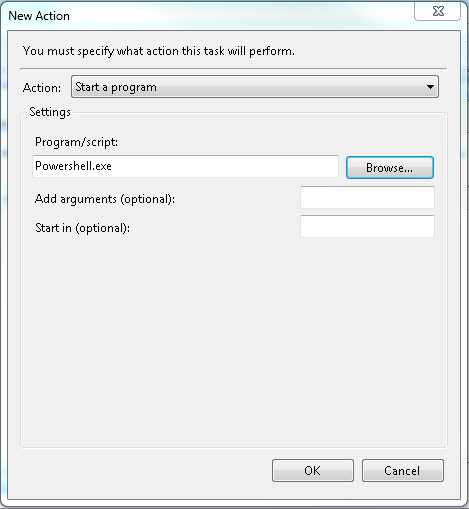 New Action
You must specify what action this task will perform.
Action: Start a program
Settings
Program/script:
Powershell.exe Browse...
Add arguments (optional):
Start in (optional):
OK Cancel